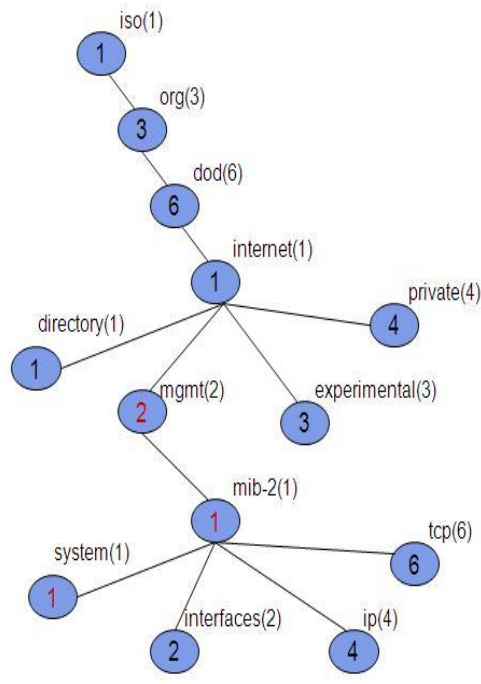 iso(1)
1
org(3)
3
dod(6)
6
internet(1)
1
private(4)
4
directory(1)
1
mgmt(2)
2
experimental(3)
3
mib-2(1)
1
tcp(6)
6
system(1)
1
interfaces(2)
2
ip(4)
4